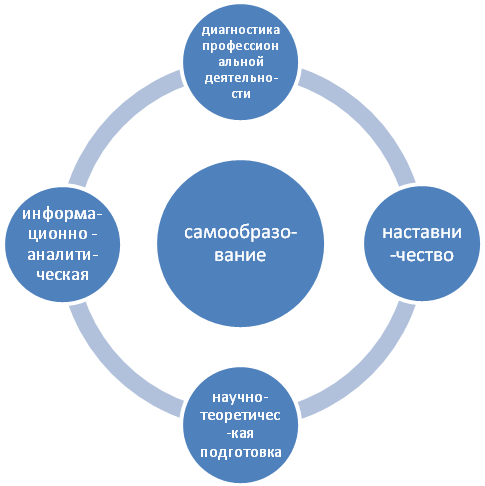 диагностика
профессион
альной
деятельно-
сти
информа-
ционно -
аналити-
ческая
самообразо-
вание
наставни
-чество
научно-
теоретичес
-кая
подготовка